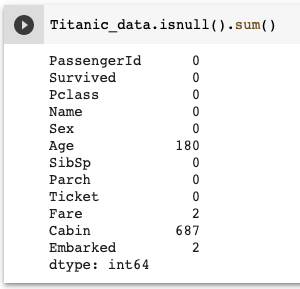 Titanic_data.isnull().sum()
PassengerId 0
Survived 0
Pclass 0
Name 0
Sex 0
Age 180
SibSp 0
Parch 0
Ticket 0
Fare 2
Cabin 687
Embarked 2
dtype: int64